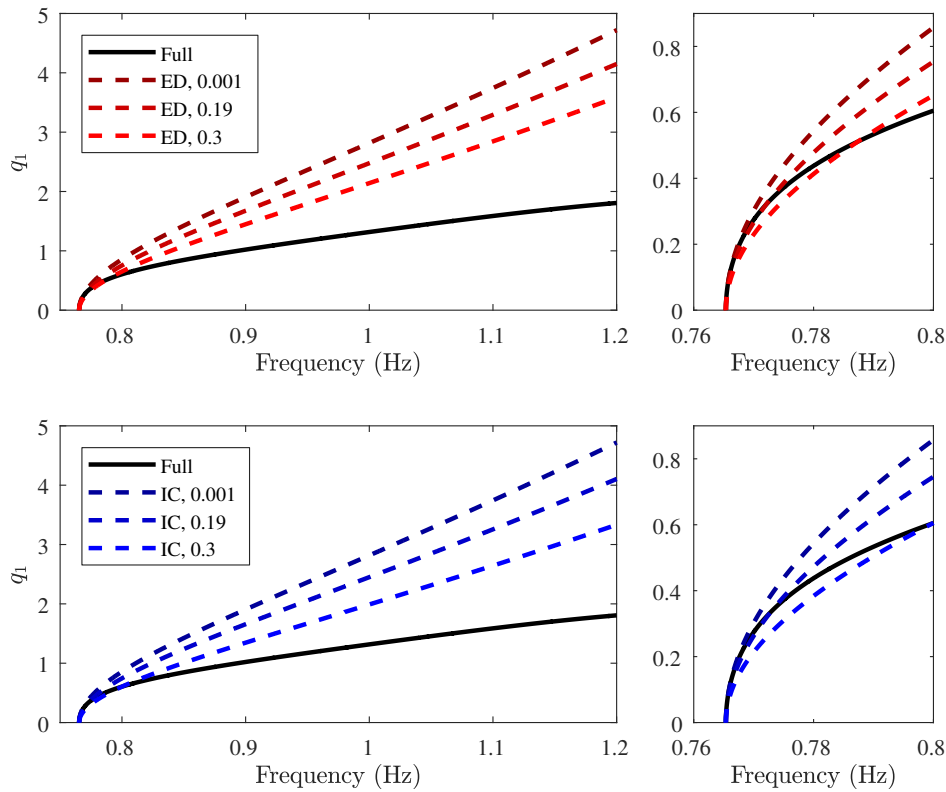 5
4
3
2
1
0
q1
Full
ED, 0.001
ED, 0.19
ED, 0.3
0.8
0.9
1
1.1
1.2
Frequency (Hz)
0.8
0.6
0.4
0.2
0
0.76
0.78
0.8
Frequency (Hz)
5
4
3
2
1
0
q1
Full
IC, 0.001
IC, 0.19
IC, 0.3
0.8
0.9
1
1.1
1.2
Frequency (Hz)
0.8
0.6
0.4
0.2
0
0.76
0.78
0.8
Frequency (Hz)